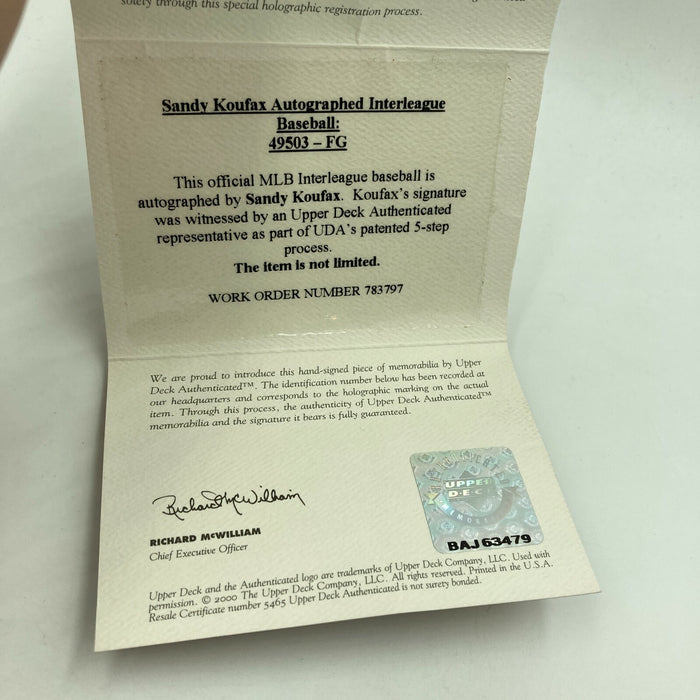 solely through this special holographic registration process.
Sandy Koufax Autographed Interleague
Baseball:
49503 – FG
This official MLB Interleague baseball is
autographed by Sandy Koufax. Koufax's signature
was witnessed by an Upper Deck Authenticated
representative as part of UDA's patented 5-step
process.
The item is not limited.
WORK ORDER NUMBER 783797
We are proud to introduce this hand-signed piece of memorabilia by Upper
Deck Authenticated™. The identification number below has been recorded at
our headquarters and corresponds to the holographic marking on the actual
item. Through this process, the authenticity of Upper Deck Authenticated™
memorabilia and the signature it bears is fully guaranteed.
Richard McWilliam
RICHARD McWILLIAM
Chief Executive Officer
UPPER
DECK
BAJ63479
Upper Deck and the Authenticated logo are trademarks of Upper Deck Company, LLC. Used with
permission. © 2000 The Upper Deck Company, LLC. All rights reserved. Printed in the U.S.A.
Resale Certificate number 5465 Upper Deck Authenticated is not surety bonded.